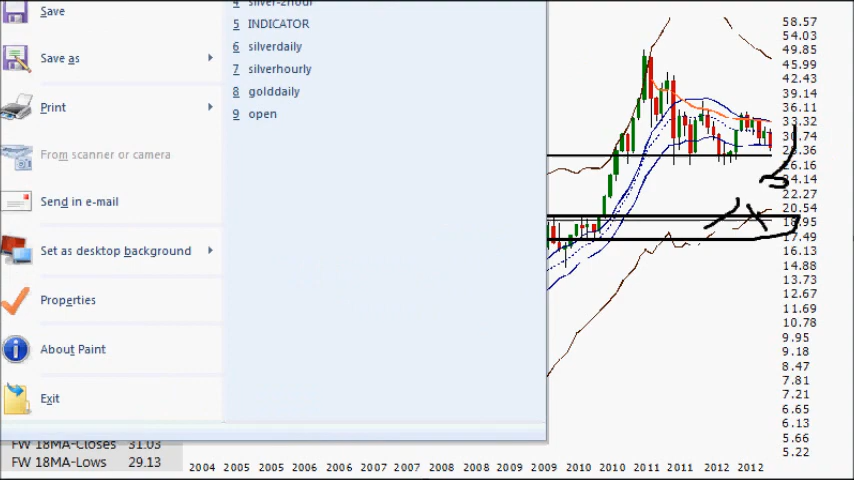 Save
Save as
Print
From scanner or camera
Send in e-mail
Set as desktop background
Properties
About Paint
Exit
4 silver-2hour
5 INDICATOR
6 silverdaily
7 silverhourly
8 golddaily
9 open
58.57
54.03
49.85
45.99
42.43
39.14
36.11
33.32
30.74
28.36
26.16
24.14
22.27
20.54
18.95
17.49
16.13
14.88
13.73
12.67
11.69
10.78
9.95
9.18
8.47
7.81
7.21
6.65
6.13
5.66
5.22
FW 18MA-Closes 31.03
FW 18MA-Lows 29.13
2004 2005 2005 2006 2006 2007 2007 2008 2008 2009 2009 2010 2010 2011 2011 2012 2012